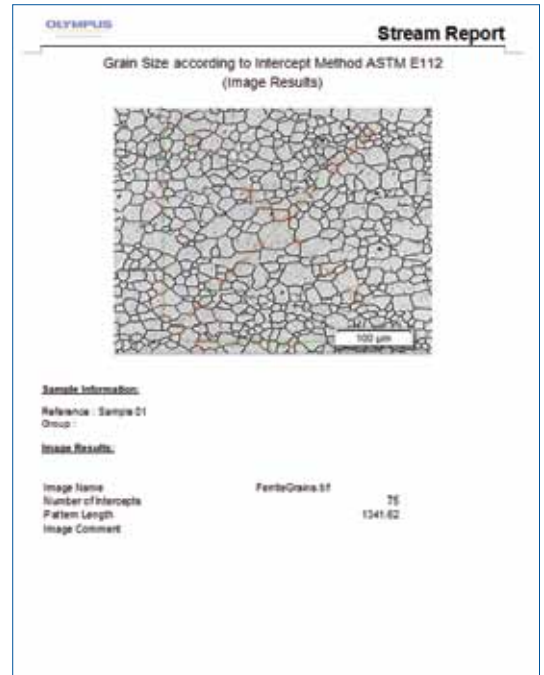 OLYMPUS
Stream Report
Grain Size according to Intercept Method ASTM E112
(Image Results)
100 µm
Sample Information:
Reference : Sample 01
Group :
Image Results:
Image Name FerriteGrains.tif
Number of Intercepts 75
Pattern Length 1341.62
Image Comment